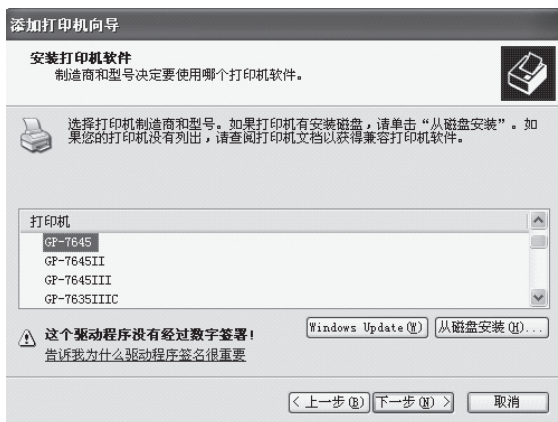 添加打印机向导
安装打印机软件
制造商和型号决定要使用哪个打印机软件。
选择打印机制造商和型号。如果打印机有安装磁盘，请单击“从磁盘安装”。如
果您的打印机没有列出，请查阅打印机文档以获得兼容打印机软件。
打印机
GP-7645
GP-7645II
GP-7645III
GP-7635IIIC
这个驱动程序没有经过数字签署！
告诉我为什么驱动程序签名很重要
Windows Update(W)
从磁盘安装(H)...
< 上一步(B)
下一步(N) >
取消